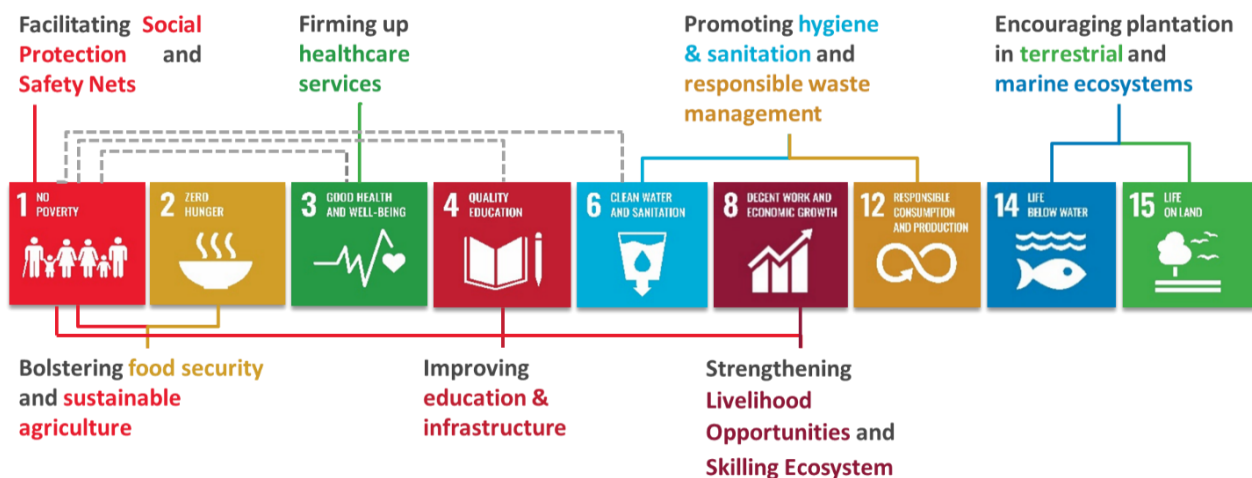 Facilitating Social
Protection and
Safety Nets
Firming up
healthcare
services
Promoting hygiene
& sanitation and
responsible waste
management
Encouraging plantation
in terrestrial and
marine ecosystems
1 NO
POVERTY
2 ZERO
HUNGER
3 GOOD HEALTH
AND WELL-BEING
4 QUALITY
EDUCATION
6 CLEAN WATER
AND SANITATION
8 DECENT WORK AND
ECONOMIC GROWTH
12 RESPONSIBLE
CONSUMPTION
AND PRODUCTION
14 LIFE
BELOW WATER
15 LIFE
ON LAND
Bolstering food security
and sustainable
agriculture
Improving
education &
infrastructure
Strengthening
Livelihood
Opportunities and
Skilling Ecosystem